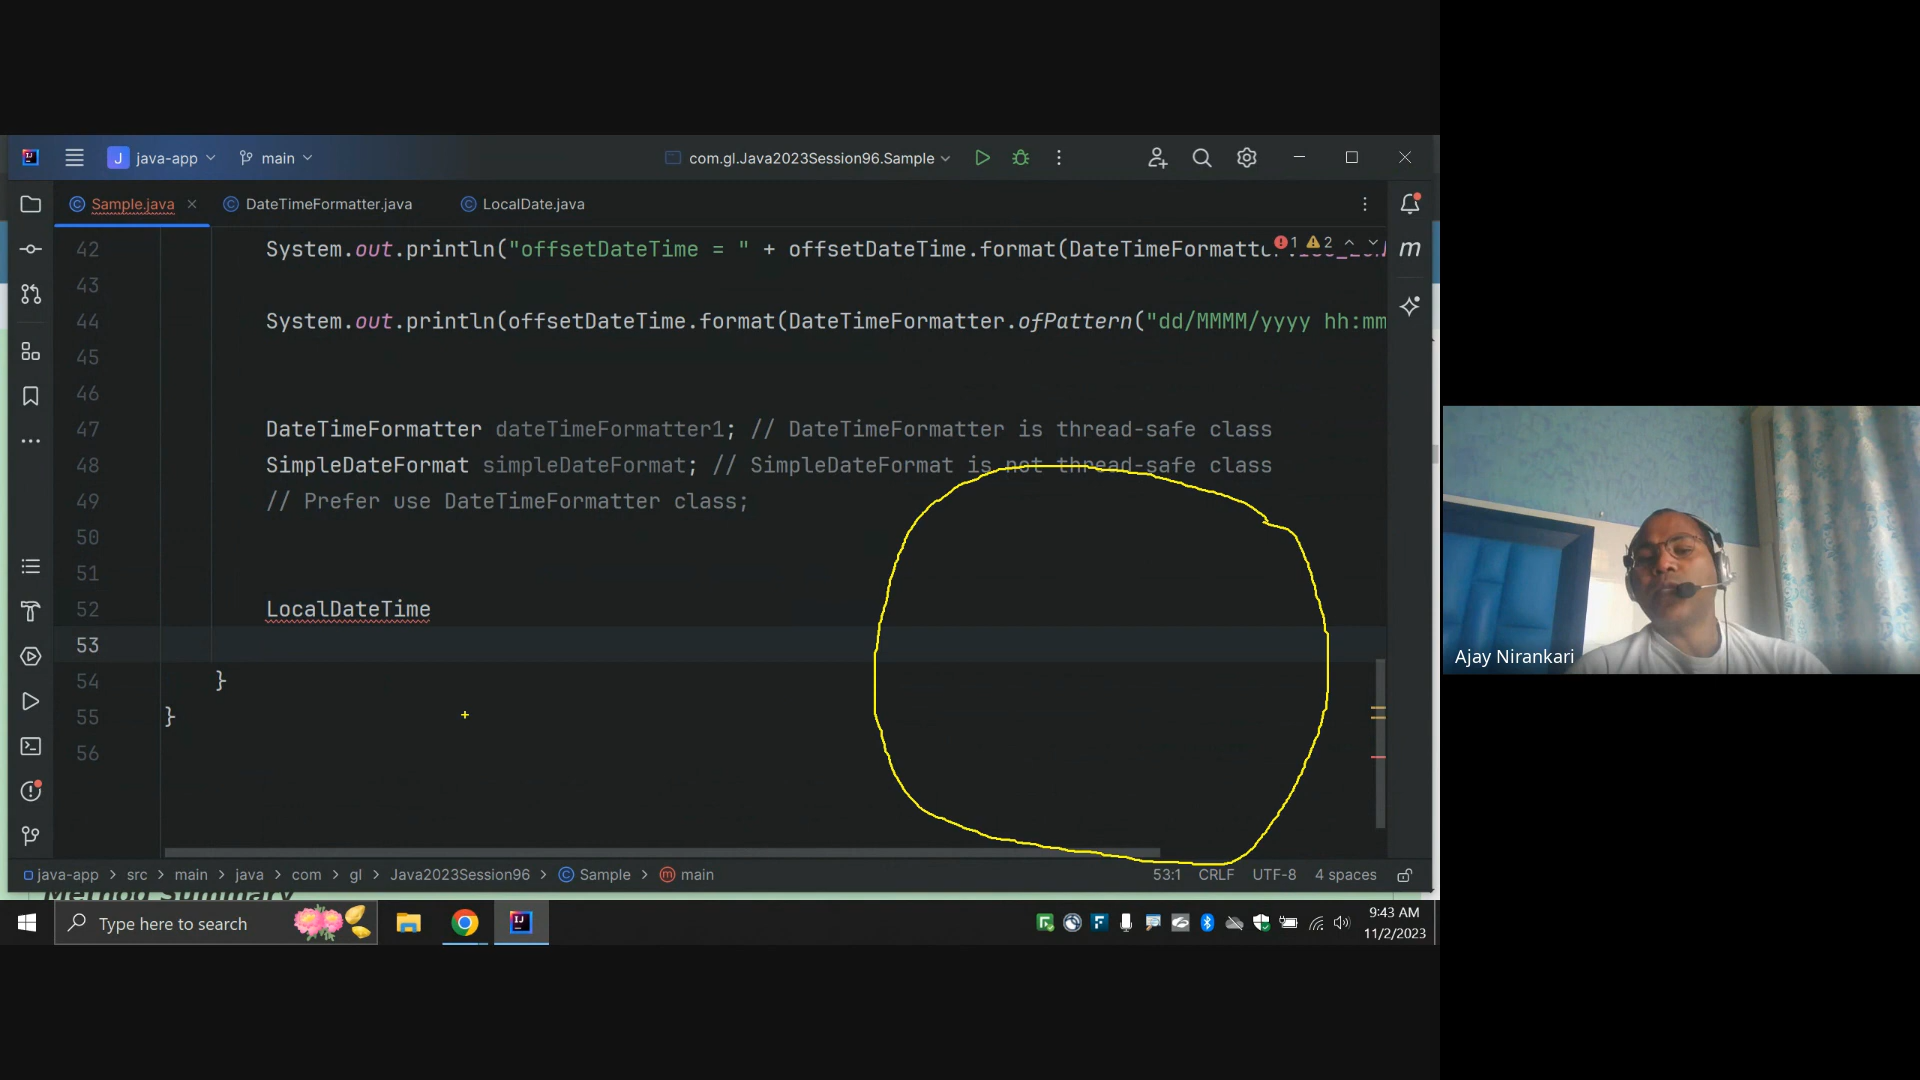 J java-app main com.gl.Java2023Session96.Sample
Sample.java DateTimeFormatter.java LocalDate.java
42 System.out.println("offsetDateTime = " + offsetDateTime.format(DateTimeFormatte 1 2
43
44 System.out.println(offsetDateTime.format(DateTimeFormatter.ofPattern("dd/MMMM/yyyy hh:mm
45
46
47 DateTimeFormatter dateTimeFormatter1; // DateTimeFormatter is thread-safe class
48 SimpleDateFormat simpleDateFormat; // SimpleDateFormat is not thread-safe class
49 // Prefer use DateTimeFormatter class;
50
51
52 LocalDateTime
53
54 }
55 }
56
java-app > src > main > java > com > gl > Java2023Session96 > Sample > main 53:1 CRLF UTF-8 4 spaces
Method Summary
Type here to search 9:43 AM
11/2/2023
Ajay Nirankari